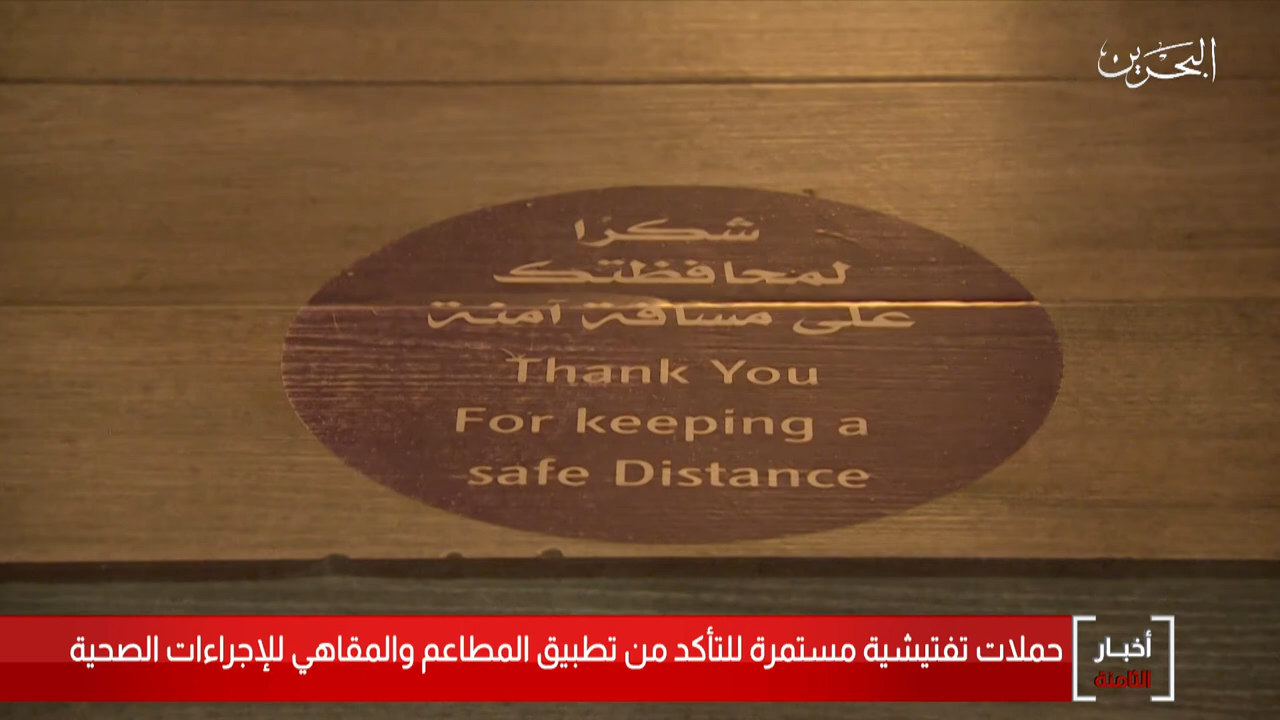 البحرين
شكرًا
لمحافظتك
على مسافة آمنة
Thank You
For keeping a
safe Distance
أخبار
الثامنة
حملات تفتيشية مستمرة للتأكد من تطبيق المطاعم والمقاهي للإجراءات الصحية